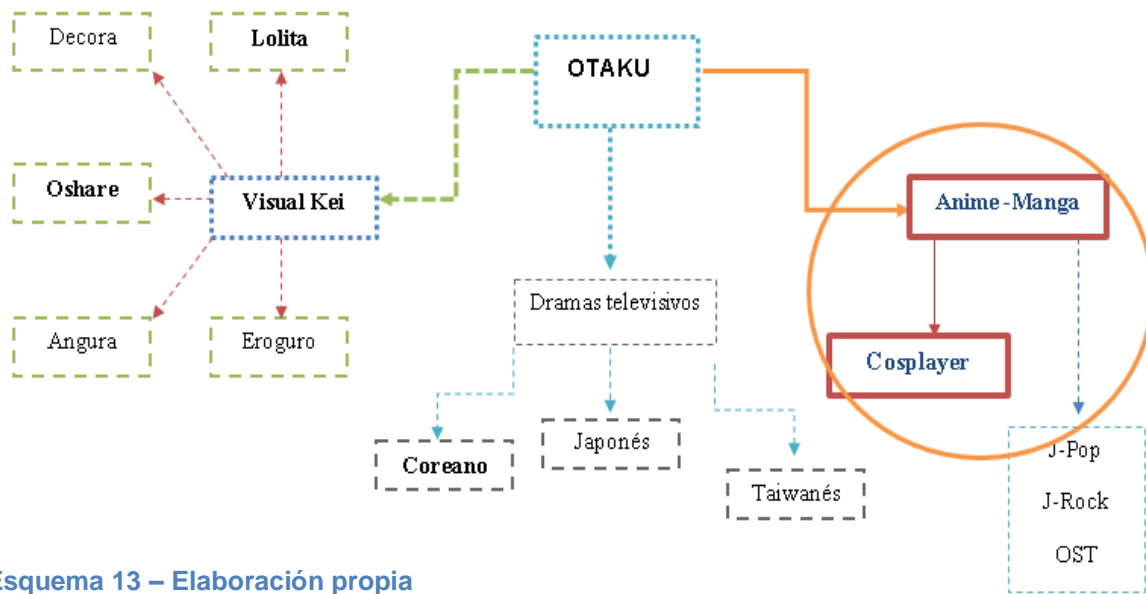 OTAKU
Decora
Lolita
Oshare
Visual Kei
Angura
Eroguro
Dramas televisivos
Coreano
Japonés
Taiwanés
Anime-Manga
Cosplayer
J-Pop
J-Rock
OST
Esquema 13 – Elaboración propia